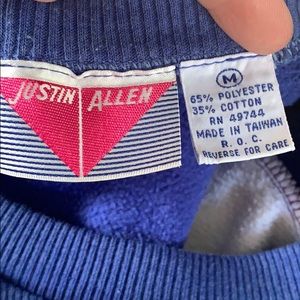 JUSTIN ALLEN
M
65% POLYESTER
35% COTTON
RN 49744
MADE IN TAIWAN
R. O. C.
REVERSE FOR CARE